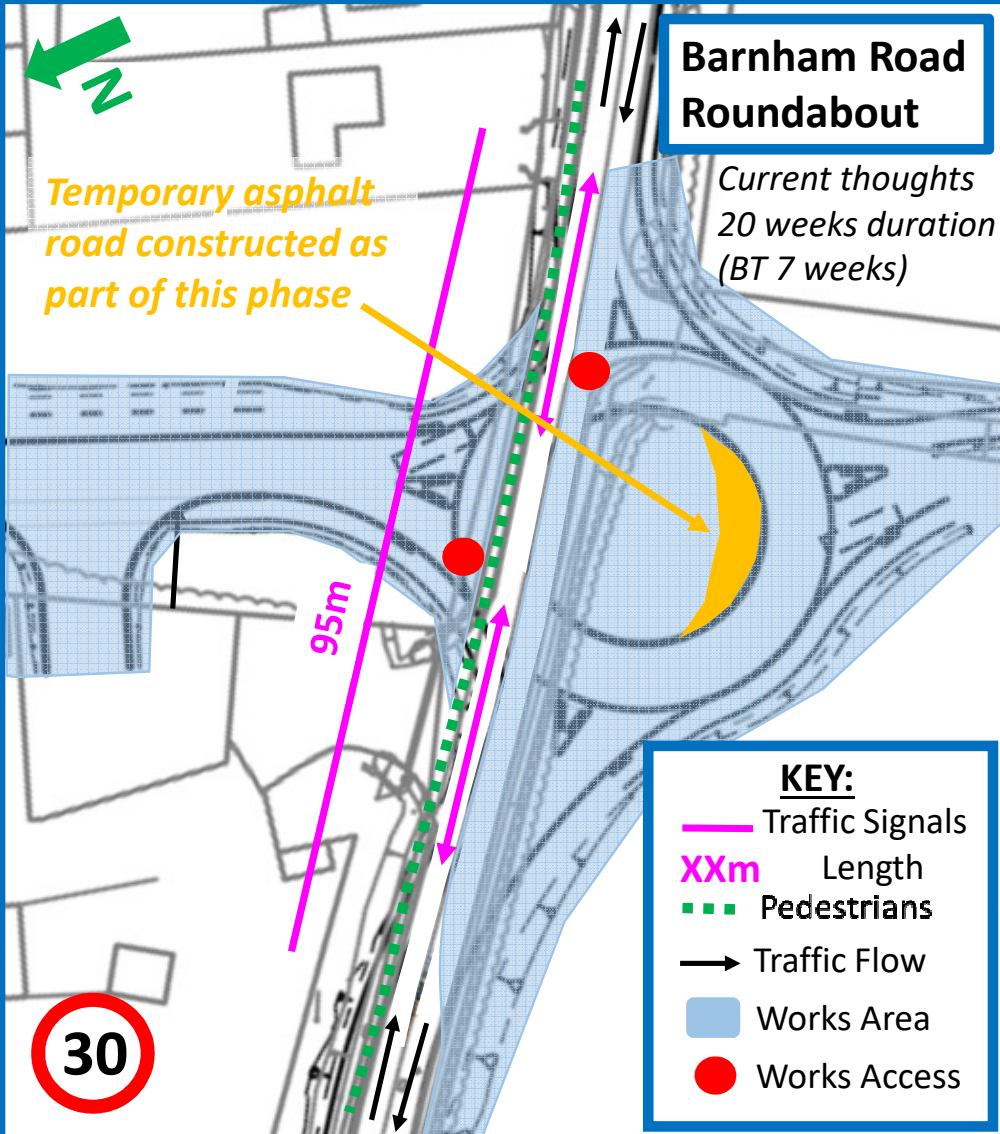 N
Barnham Road
Roundabout
Current thoughts
20 weeks duration
(BT 7 weeks)
Temporary asphalt
road constructed as
part of this phase
95m
30
KEY:
Traffic Signals
XXm Length
Pedestrians
Traffic Flow
Works Area
Works Access